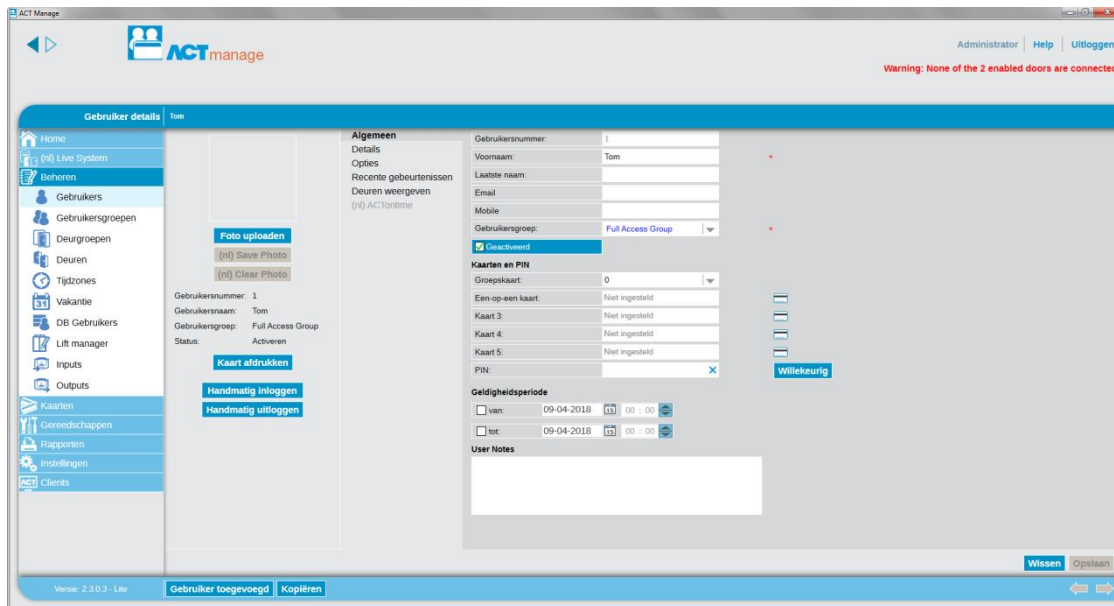 ACT Manage
ACTmanage
Administrator Help Uitloggen
Warning: None of the 2 enabled doors are connected
Gebruiker details Tom
Home
(nl) Live System
Beheren
Gebruikers
Gebruikersgroepen
Deurgroepen
Deuren
Tijdzones
31 Vakantie
DB Gebruikers
Lift manager
Inputs
Outputs
Kaarten
Gereedschappen
Rapporten
Instellingen
ACT Clients
Foto uploaden
(nl) Save Photo
(nl) Clear Photo
Gebruikersnummer: 1
Gebruikersnaam: Tom
Gebruikersgroep: Full Access Group
Status: Activeren
Kaart afdrukken
Handmatig inloggen
Handmatig uitloggen
Algemeen
Details
Opties
Recente gebeurtenissen
Deuren weergeven
(nl) ACTontime
Gebruikersnummer: 1
Voornaam: Tom *
Laatste naam:
Email
Mobile
Gebruikersgroep: Full Access Group *
Geactiveerd
Kaarten en PIN
Groepskaart: 0
Een-op-een kaart: Niet ingesteld
Kaart 3: Niet ingesteld
Kaart 4: Niet ingesteld
Kaart 5: Niet ingesteld
PIN: Willekeurig
Geldigheidsperiode
van: 09-04-2018 15 00 : 00
tot: 09-04-2018 15 00 : 00
User Notes
Wissen Opslaan
Versie: 2.3.0.3 - Lite Gebruiker toegevoegd Kopiëren